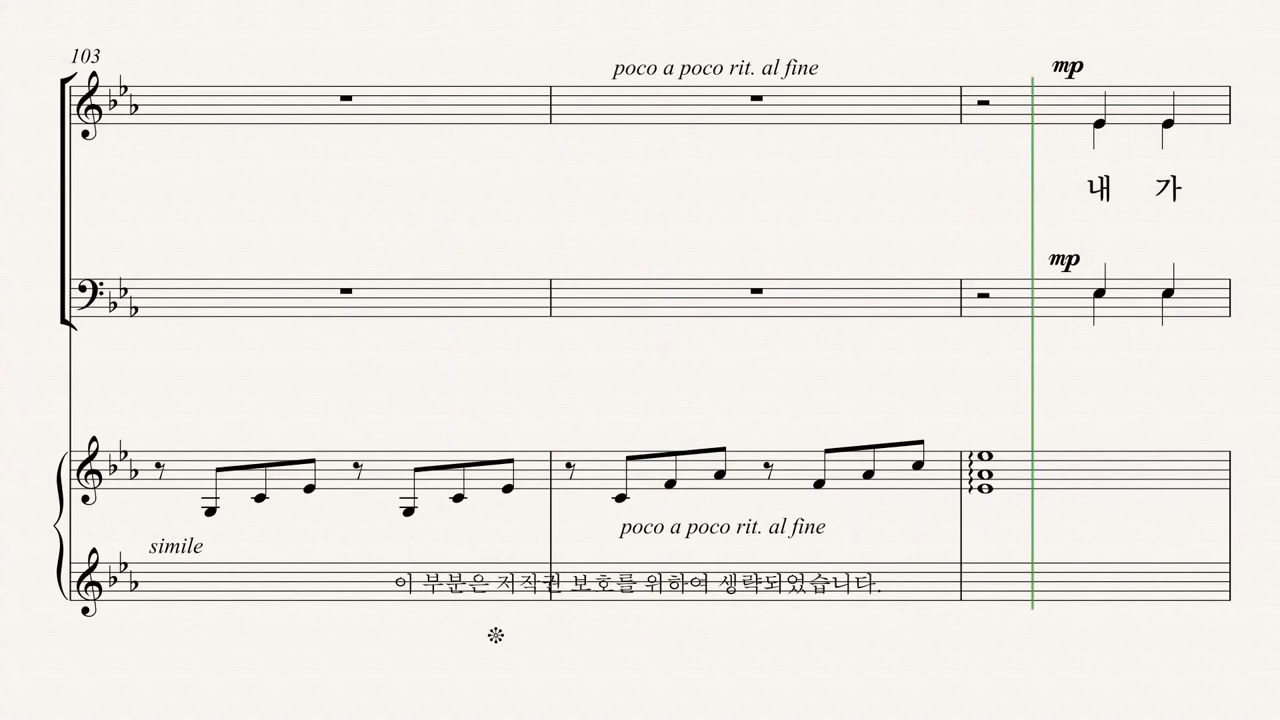 103
poco a poco rit. al fine
mp
내 가
mp
poco a poco rit. al fine
simile
이 부분은 저작권 보호를 위하여 생략되었습니다.